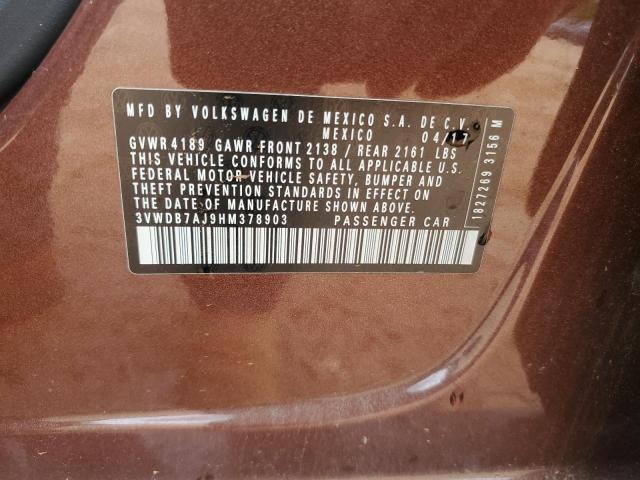 MFD BY VOLKSWAGEN DE MEXICO S.A. DE C.V.
MEXICO 04/17
GVWR 4189 GAWR FRONT 2138 / REAR 2161 LBS
THIS VEHICLE CONFORMS TO ALL APPLICABLE U.S.
FEDERAL MOTOR VEHICLE SAFETY, BUMPER AND
THEFT PREVENTION STANDARDS IN EFFECT ON
THE DATE OF MANUFACTURE SHOWN ABOVE.
3VWDB7AJ9HM378903 PASSENGER CAR
1827269 3156 M